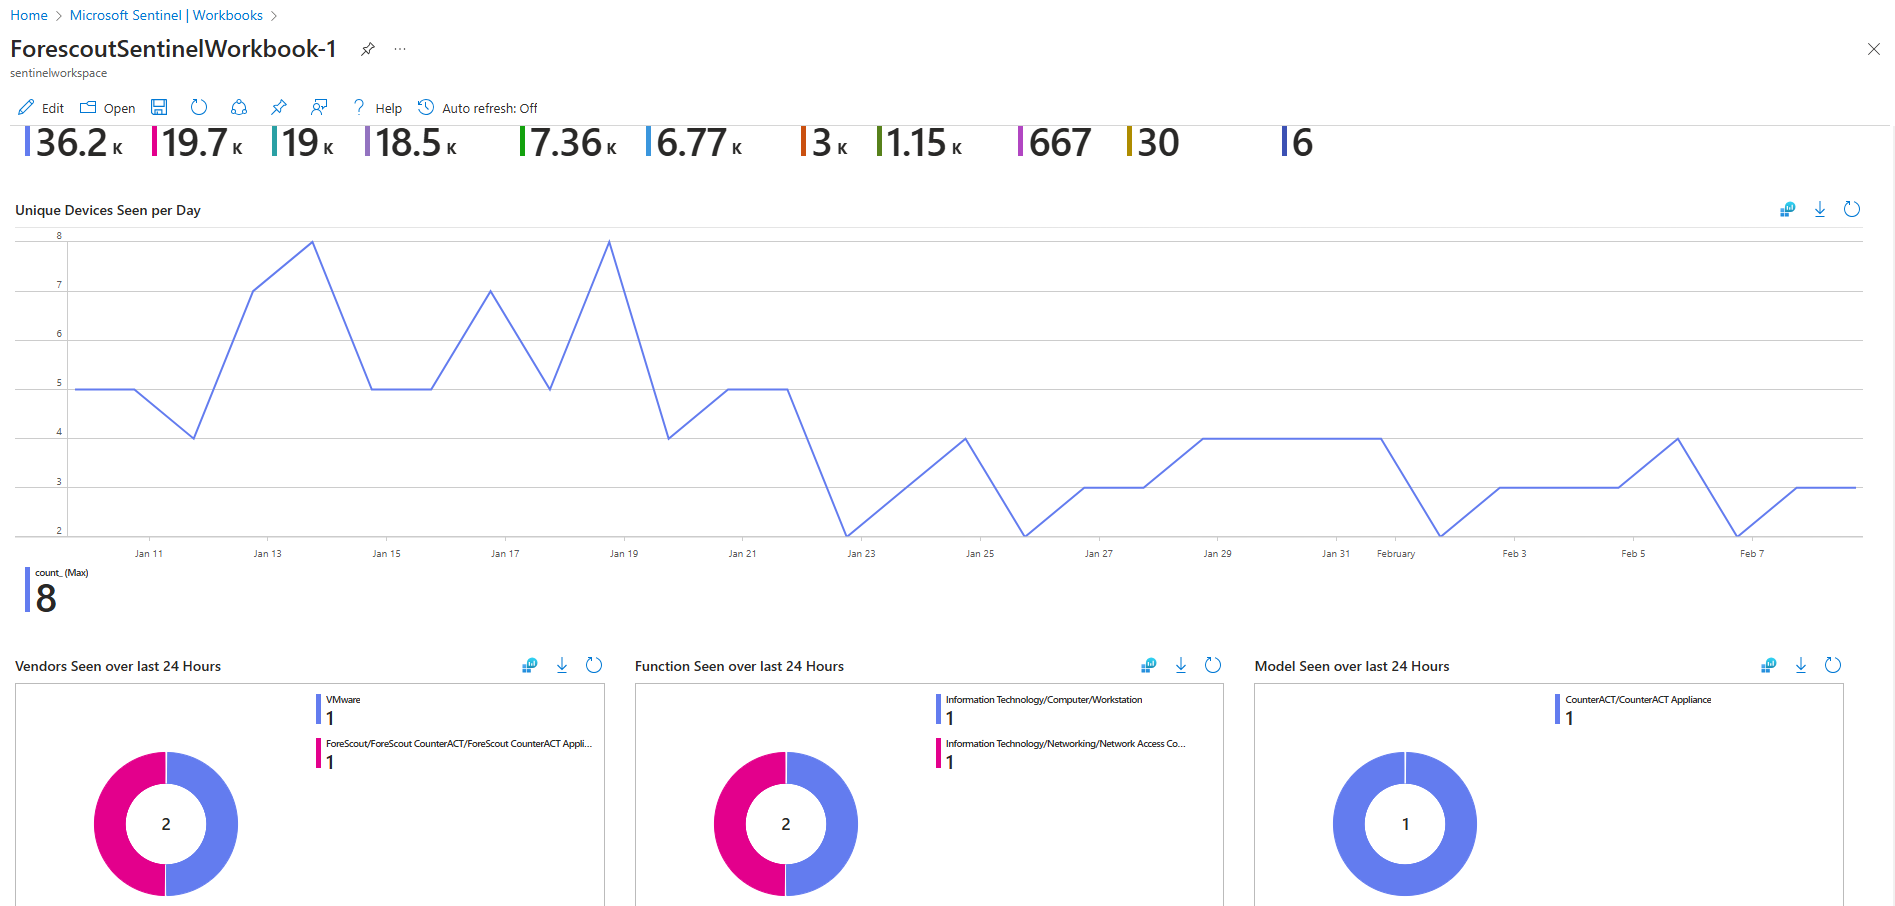 Home > Microsoft Sentinel | Workbooks >
ForescoutSentinelWorkbook-1 ...
sentinelworkspace
Edit Open ? Help Auto refresh: Off
36.2 K 19.7 K 19 K 18.5 K 7.36 K 6.77 K 3 K 1.15 K 667 30 6
Unique Devices Seen per Day
8
7
6
5
4
3
2
Jan 11 Jan 13 Jan 15 Jan 17 Jan 19 Jan 21 Jan 23 Jan 25 Jan 27 Jan 29 Jan 31 February Feb 3 Feb 5 Feb 7
count_ (Max)
8
Vendors Seen over last 24 Hours
VMware
1
ForeScout/ForeScout CounterACT/ForeScout CounterACT Appli...
1
2
Function Seen over last 24 Hours
Information Technology/Computer/Workstation
1
Information Technology/Networking/Network Access Co...
1
2
Model Seen over last 24 Hours
CounterACT/CounterACT Appliance
1
1